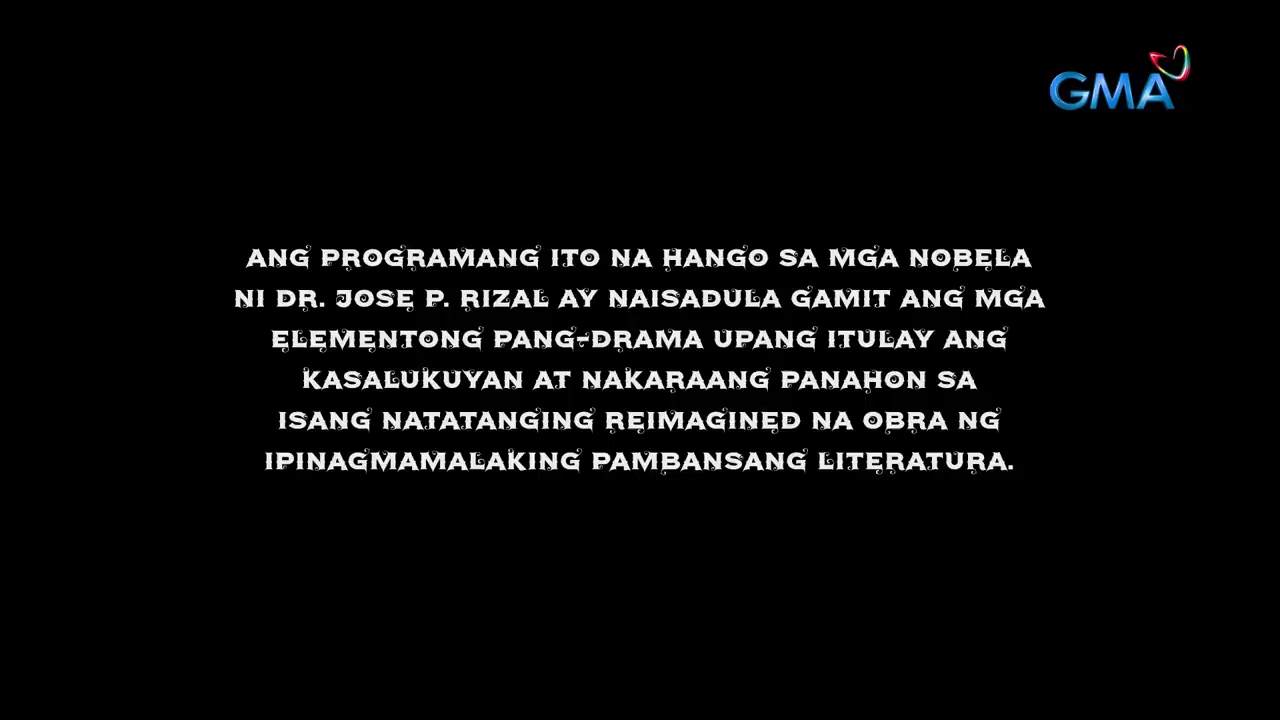 GMA
ANG PROGRAMANG ITO NA HANGO SA MGA NOBELA
NI DR. JOSE P. RIZAL AY NAISADULA GAMIT ANG MGA
ELEMENTONG PANG-DRAMA UPANG ITULAY ANG
KASALUKUYAN AT NAKARAANG PANAHON SA
ISANG NATATANGING REIMAGINED NA OBRA NG
IPINAGMAMALAKING PAMBANSANG LITERATURA.